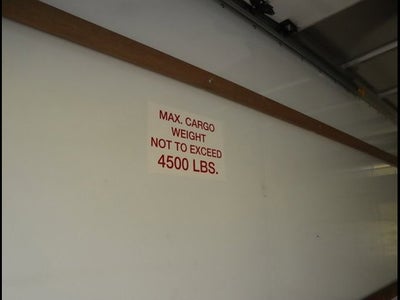 MAX. CARGO
WEIGHT
NOT TO EXCEED
4500 LBS.